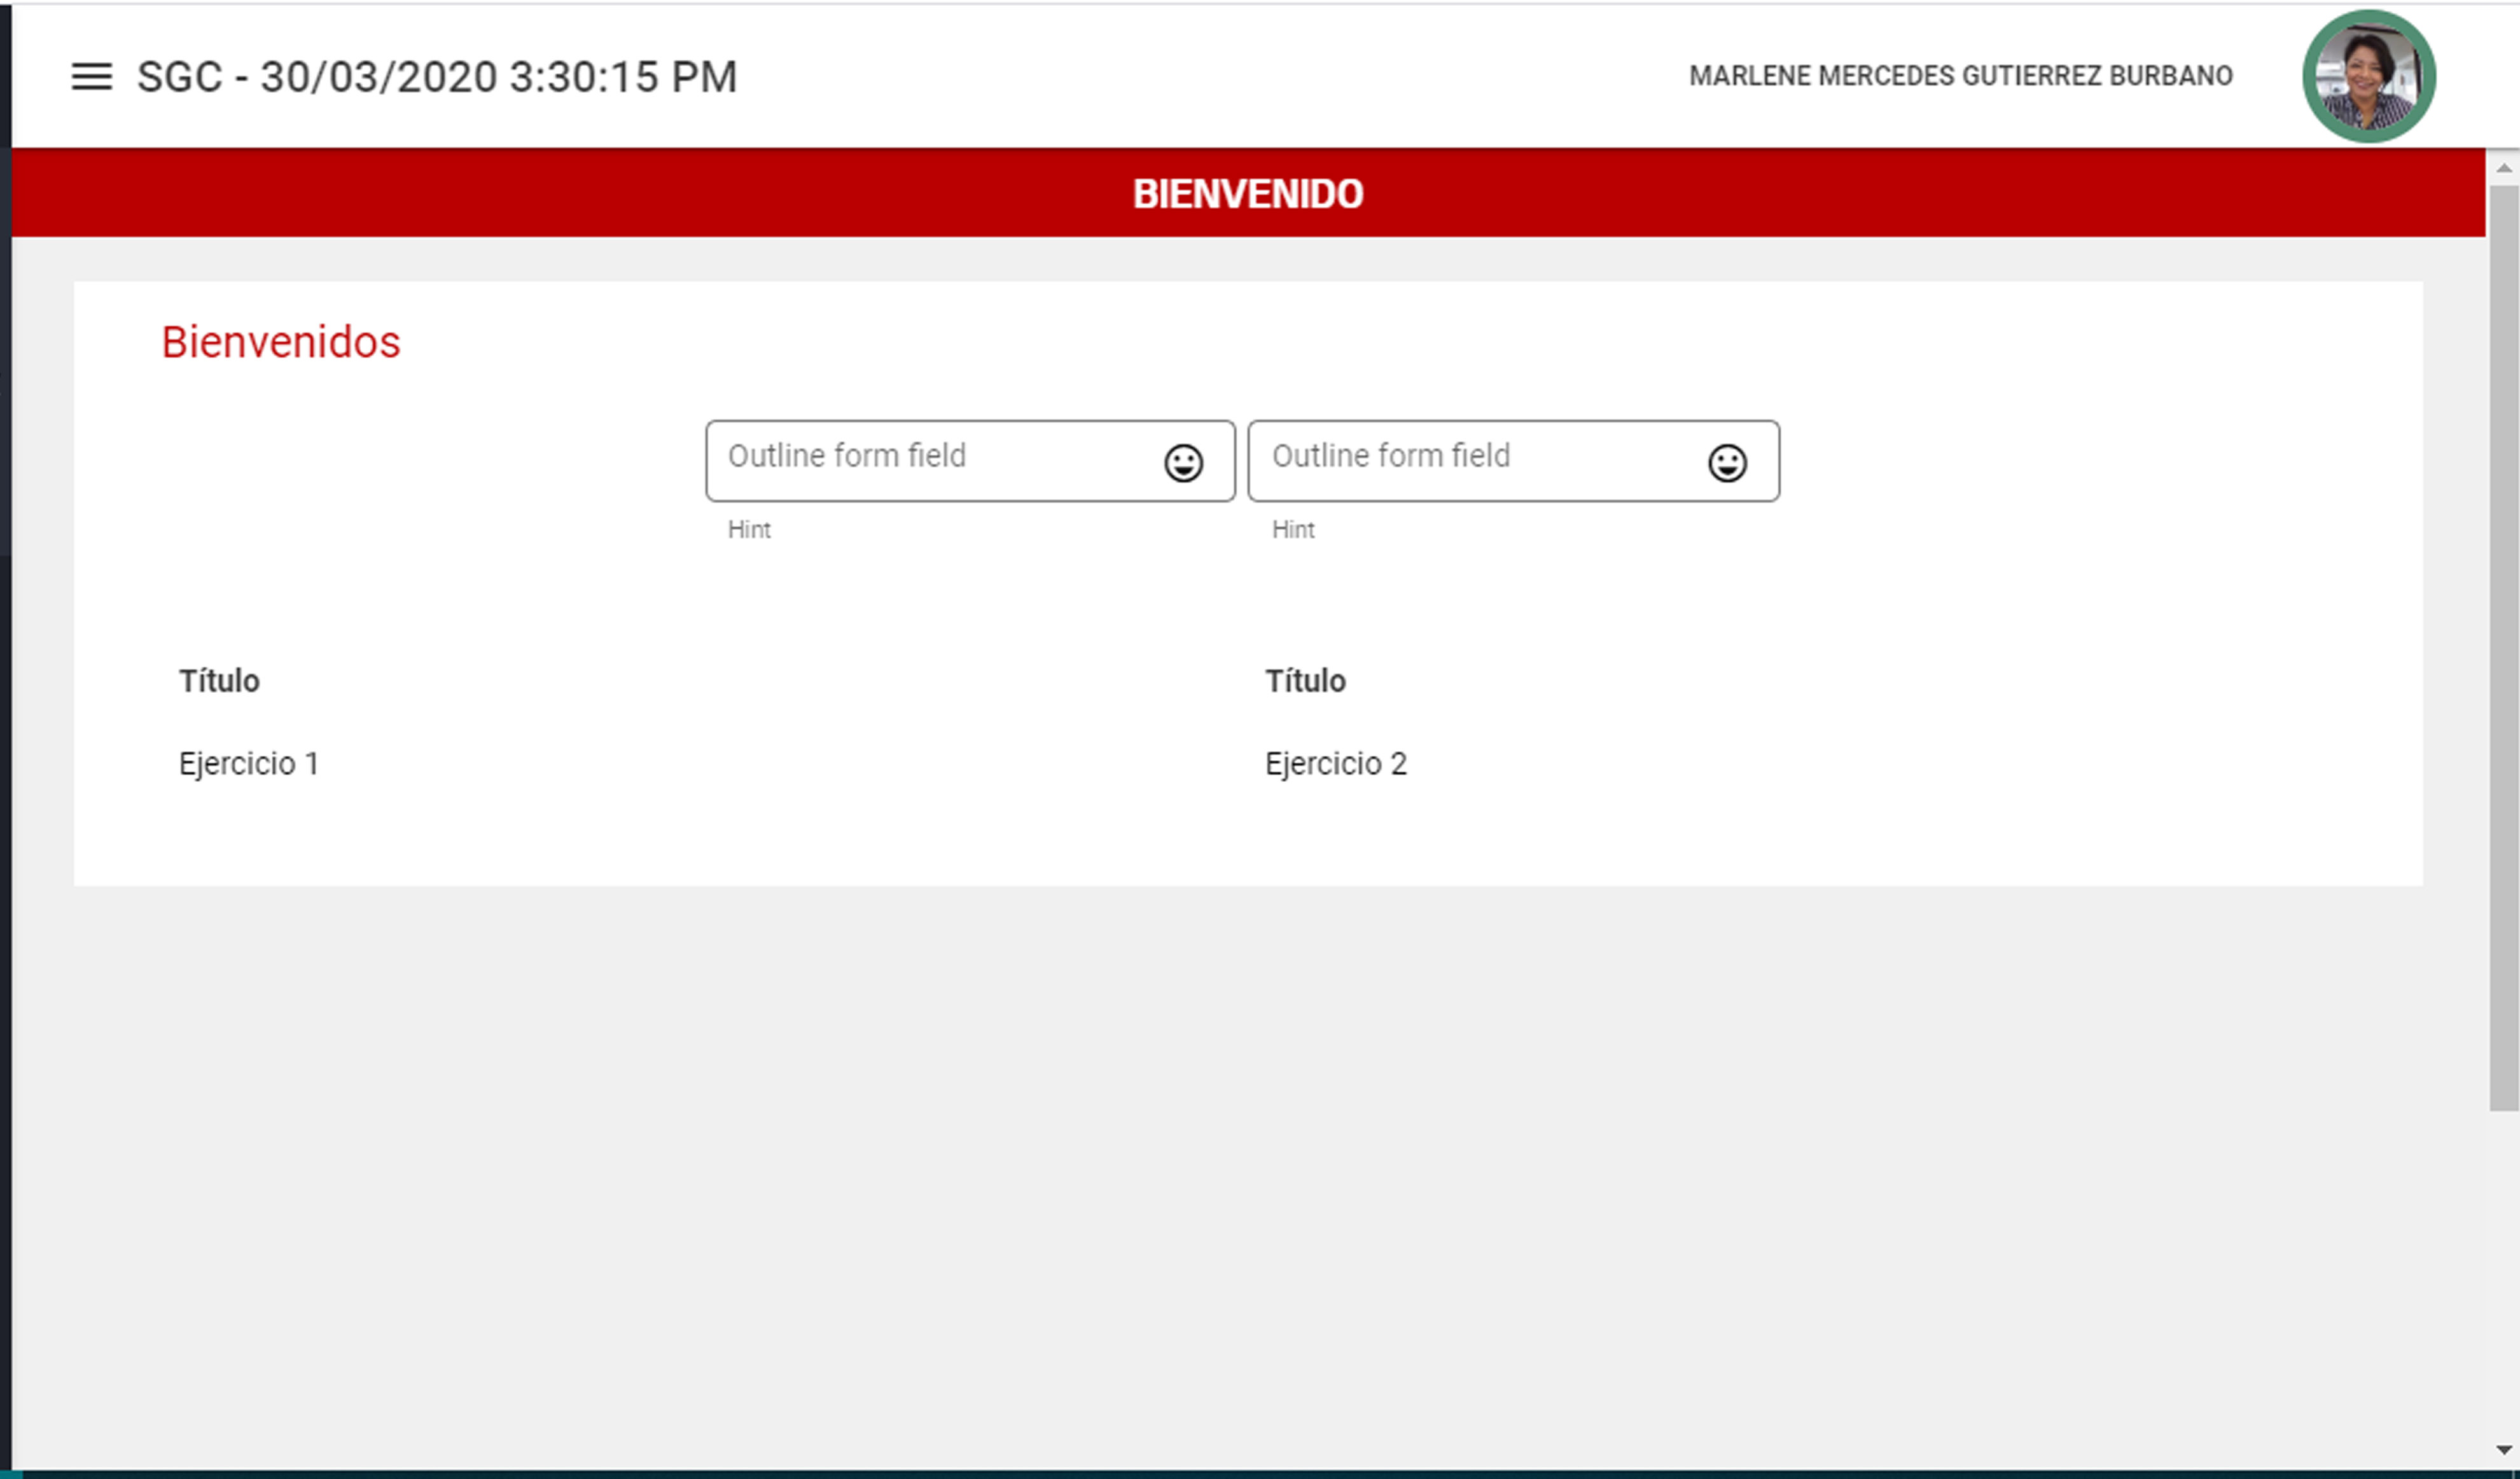 SGC - 30/03/2020 3:30:15 PM
MARLENE MERCEDES GUTIERREZ BURBANO
BIENVENIDO
Bienvenidos
Outline form field
Outline form field
Hint
Hint
Título
Título
Ejercicio 1
Ejercicio 2